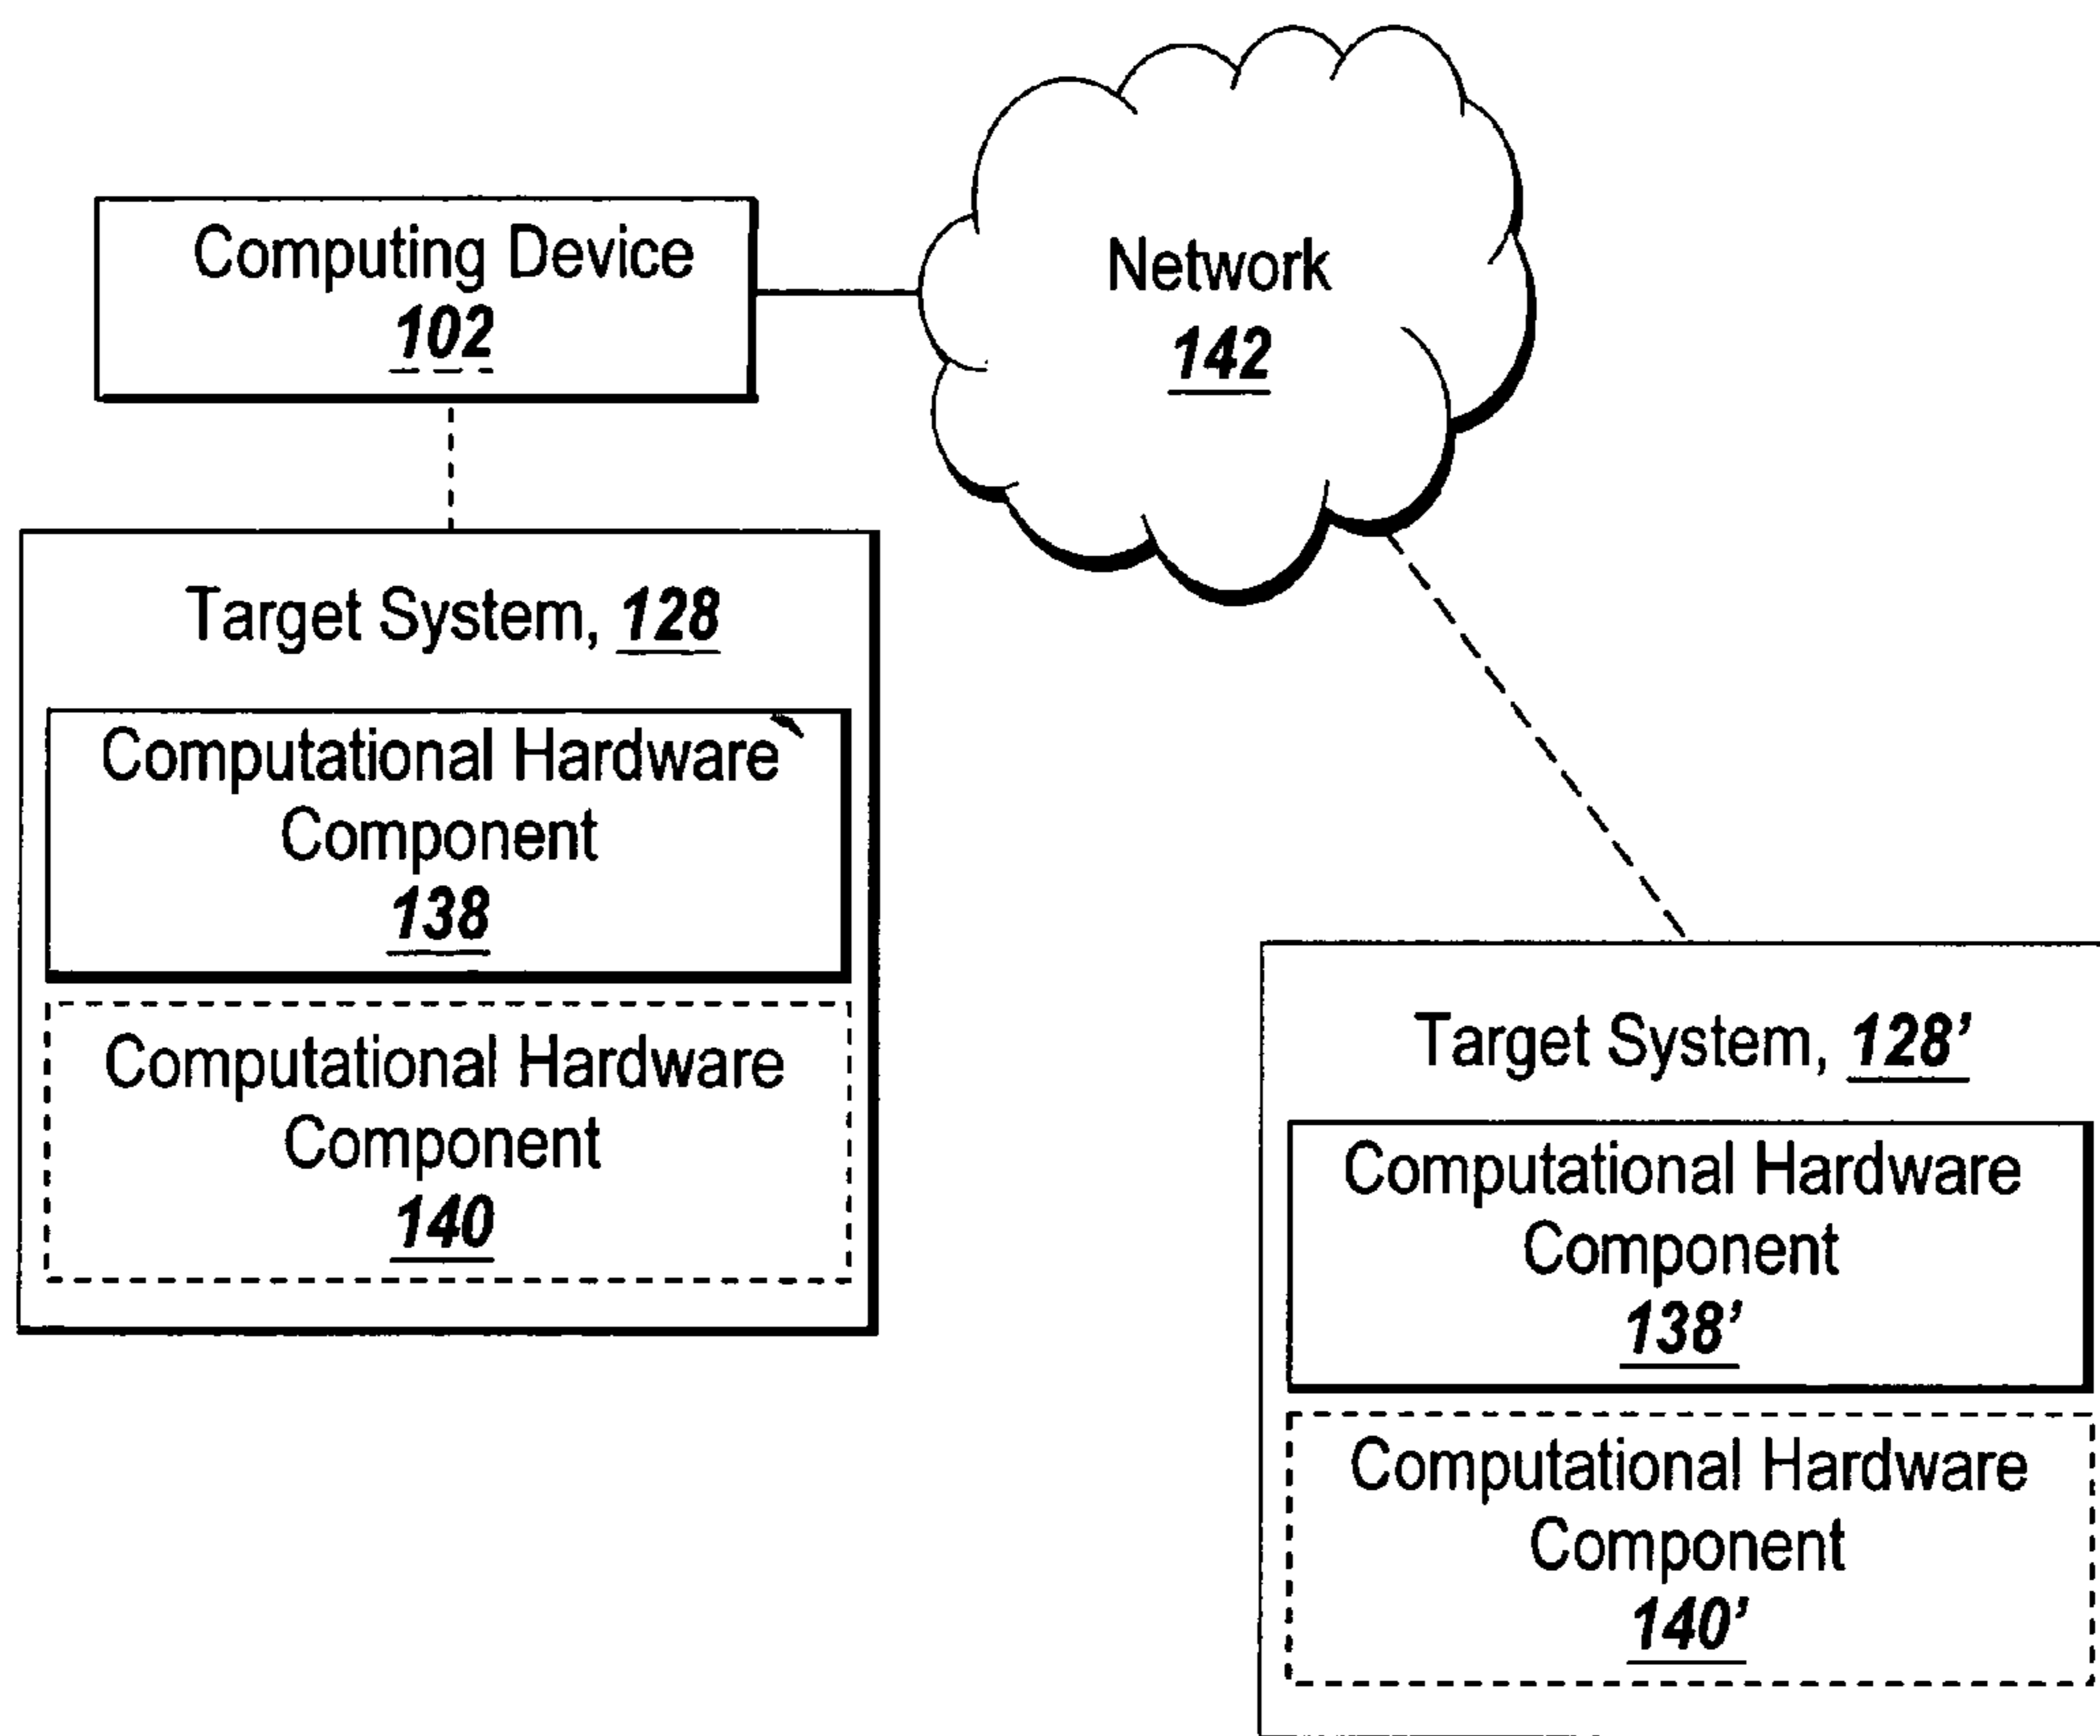 Computing Device
102
Network
142
Target System, 128
Computational Hardware
Component
138
Computational Hardware
Component
140
Target System, 128’
Computational Hardware
Component
138’
Computational Hardware
Component
140’